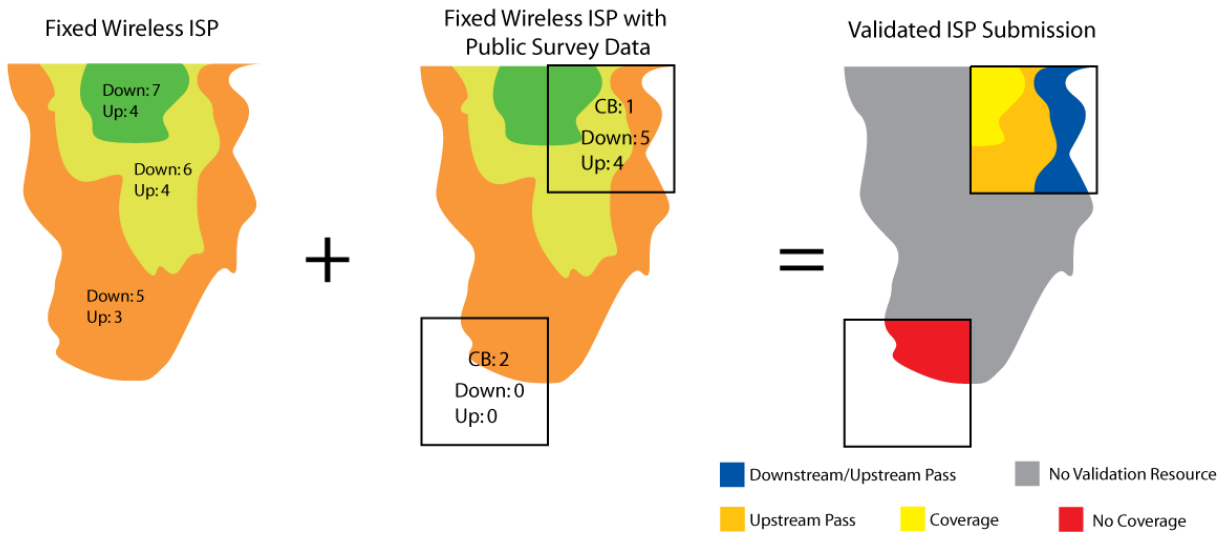 Fixed Wireless ISP
Down: 7
Up: 4
Down: 6
Up: 4
Down: 5
Up: 3
+
Fixed Wireless ISP with
Public Survey Data
CB: 1
Down: 5
Up: 4
CB: 2
Down: 0
Up: 0
=
Validated ISP Submission
Downstream/Upstream Pass
No Validation Resource
Upstream Pass
Coverage
No Coverage